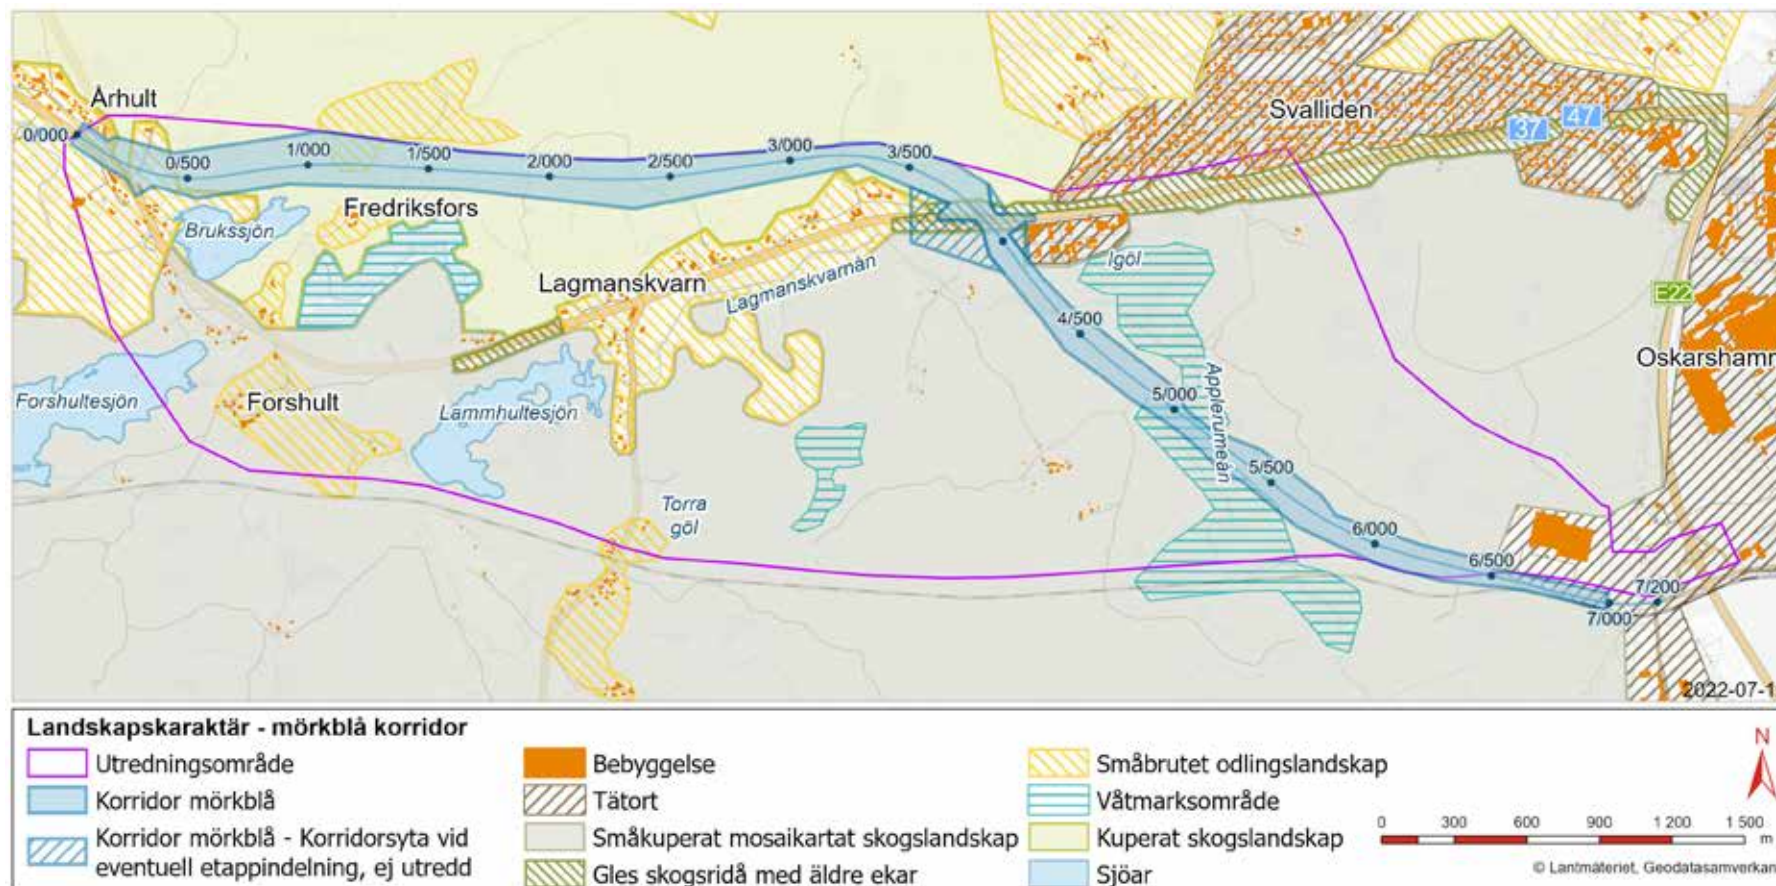 Århult
0/000
0/500
1/000
1/500
2/000
2/500
3/000
3/500
Svalliden
37
47
Fredriksfors
Brukssjön
Lagmanskvarn
Lagmanskvarnån
Igöl
E22
4/500
Oskarshamn
Forshultesjön
Forshult
Lammhultesjön
5/000
Applerumeån
5/500
Torra
göl
6/000
6/500
7/200
7/000
2022-07-1
Landskapskaraktär - mörkblå korridor
Utredningsområde
Korridor mörkblå
Korridor mörkblå - Korridorsyta vid
eventuell etappindelning, ej utredd
Bebyggelse
Tätort
Småkuperat mosaikartat skogslandskap
Gles skogsridå med äldre ekar
Småbrutet odlingslandskap
Våtmarksområde
Kuperat skogslandskap
Sjöar
N
0 300 600 900 1 200 1 500
m
© Lantmäteriet, Geodatasamverkan